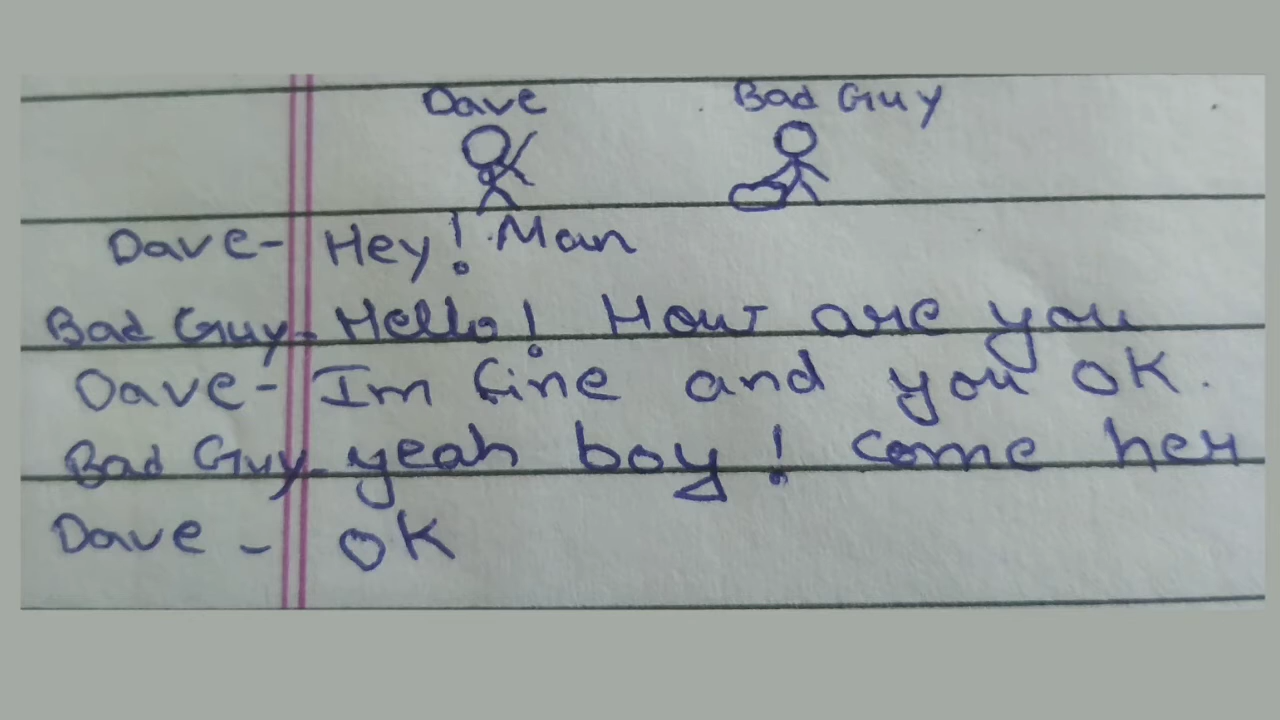 Dave Bad Guy
Dave- Hey! Man
Bad Guy- Hello! How are you
Dave- Im fine and you OK.
Bad Guy- yeah boy! come her
Dave - OK